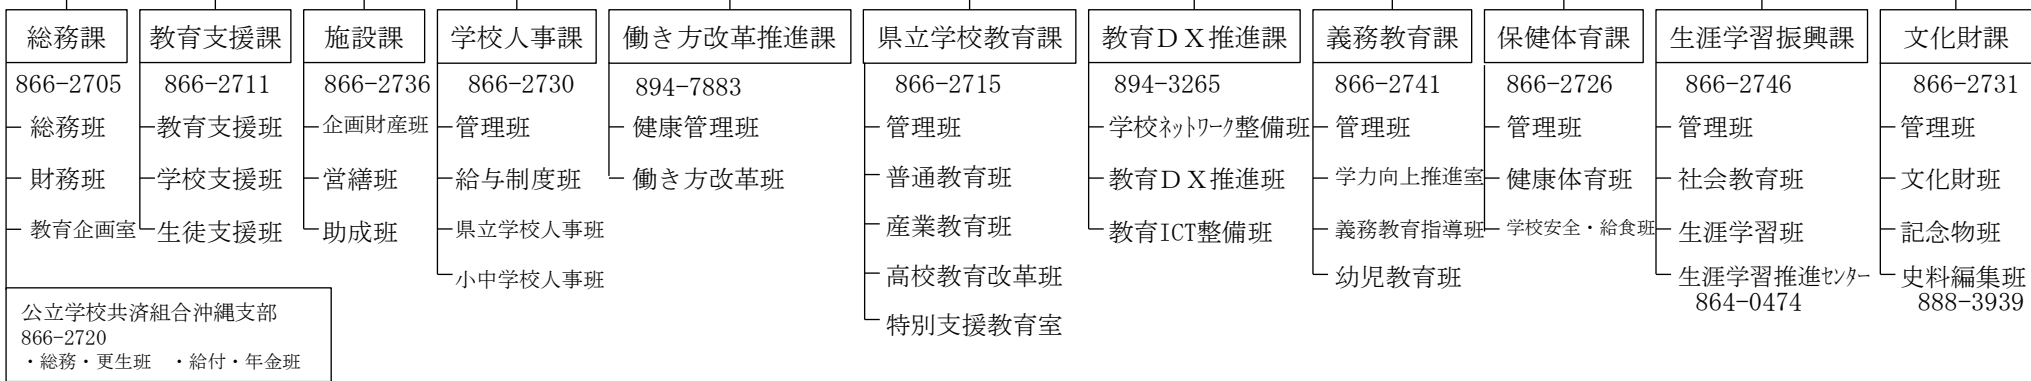 総務課
866-2705
総務班
財務班
教育企画室
教育支援課
866-2711
教育支援班
学校支援班
生徒支援班
施設課
866-2736
企画財産班
営繕班
助成班
学校人事課
866-2730
管理班
給与制度班
県立学校人事班
小中学校人事班
働き方改革推進課
894-7883
健康管理班
働き方改革班
県立学校教育課
866-2715
管理班
普通教育班
産業教育班
高校教育改革班
特別支援教育室
教育ＤＸ推進課
894-3265
学校ﾈｯﾄﾜｰｸ整備班
教育ＤＸ推進班
教育ICT整備班
義務教育課
866-2741
管理班
学力向上推進室
義務教育指導班
幼児教育班
保健体育課
866-2726
管理班
健康体育班
学校安全・給食班
生涯学習振興課
866-2746
管理班
社会教育班
生涯学習班
生涯学習推進ｾﾝﾀｰ
864-0474
文化財課
866-2731
管理班
文化財班
記念物班
史料編集班
888-3939
公立学校共済組合沖縄支部
866-2720
・総務・更生班　・給付・年金班